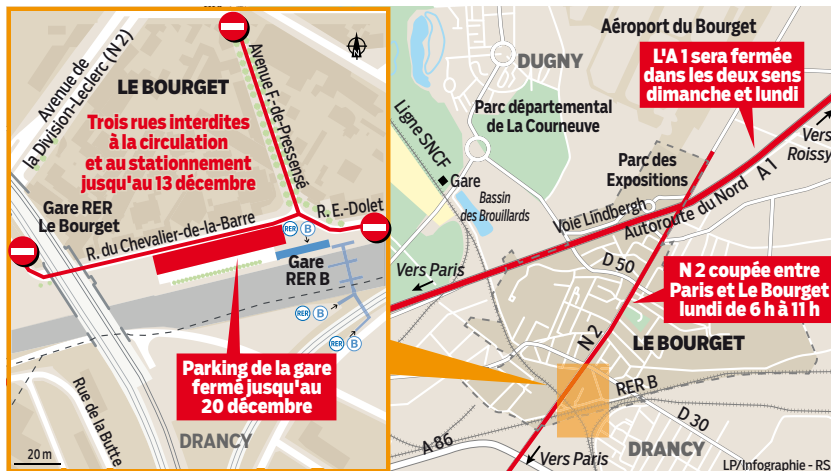 Avenue de
la Division-Leclerc (N 2)
LE BOURGET
Avenue F.-de-Pressensé
N
Trois rues interdites
à la circulation
et au stationnement
jusqu'au 13 décembre
Gare RER
Le Bourget
R. du Chevalier-de-la-Barre
R. E.-Dolet
RER B
Gare
RER B
RER B
RER B
Parking de la gare
fermé jusqu'au
20 décembre
Rue de la Butte
DRANCY
20 m
Aéroport du Bourget
DUGNY
L'A 1 sera fermée
dans les deux sens
dimanche et lundi
Ligne SNCF
Parc départemental
de La Courneuve
Vers
Roissy
Gare
Bassin
des Brouillards
Parc des
Expositions
Voie Lindbergh
Autoroute du Nord A 1
Vers Paris
D 50
N 2 coupée entre
Paris et Le Bourget
lundi de 6 h à 11 h
N 2
LE BOURGET
RER B
D 30
A 86
DRANCY
Vers Paris
LP/Infographie - RS